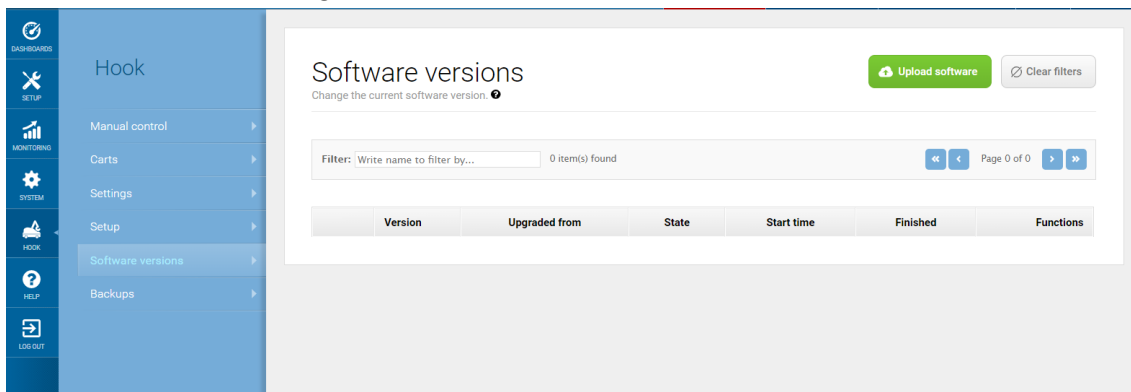 DASHBOARDS
SETUP
MONITORING
SYSTEM
HOOK
HELP
LOG OUT
Hook
Manual control
Carts
Settings
Setup
Software versions
Backups
Software versions
Change the current software version.
Upload software
Clear filters
Filter: Write name to filter by... 0 item(s) found
Page 0 of 0
Version Upgraded from State Start time Finished Functions